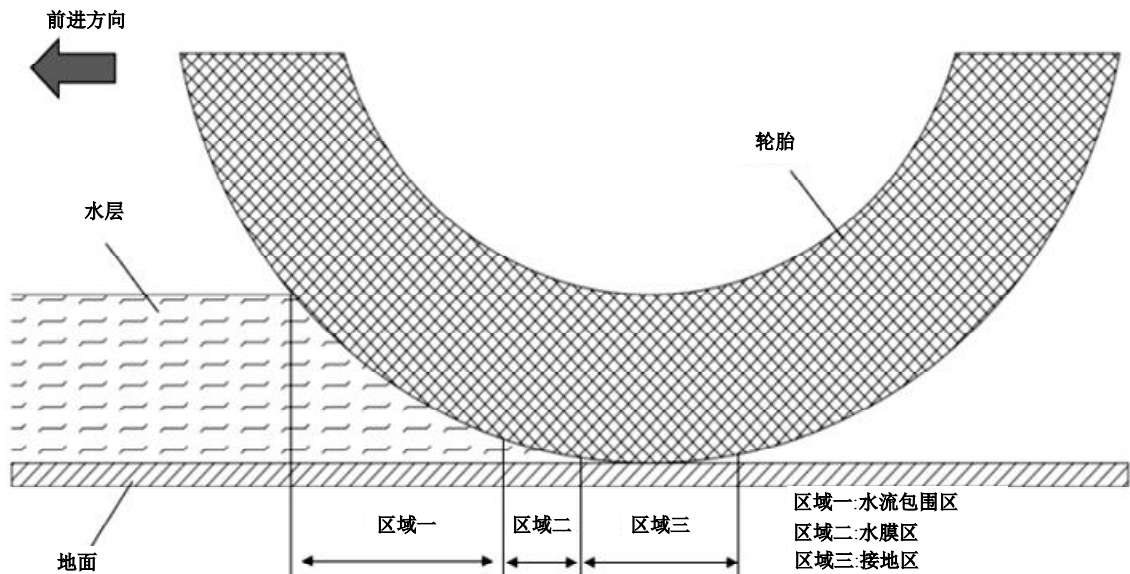 前进方向
轮胎
水层
区域一
区域二
区域三
地面
区域一:水流包围区
区域二:水膜区
区域三:接地区